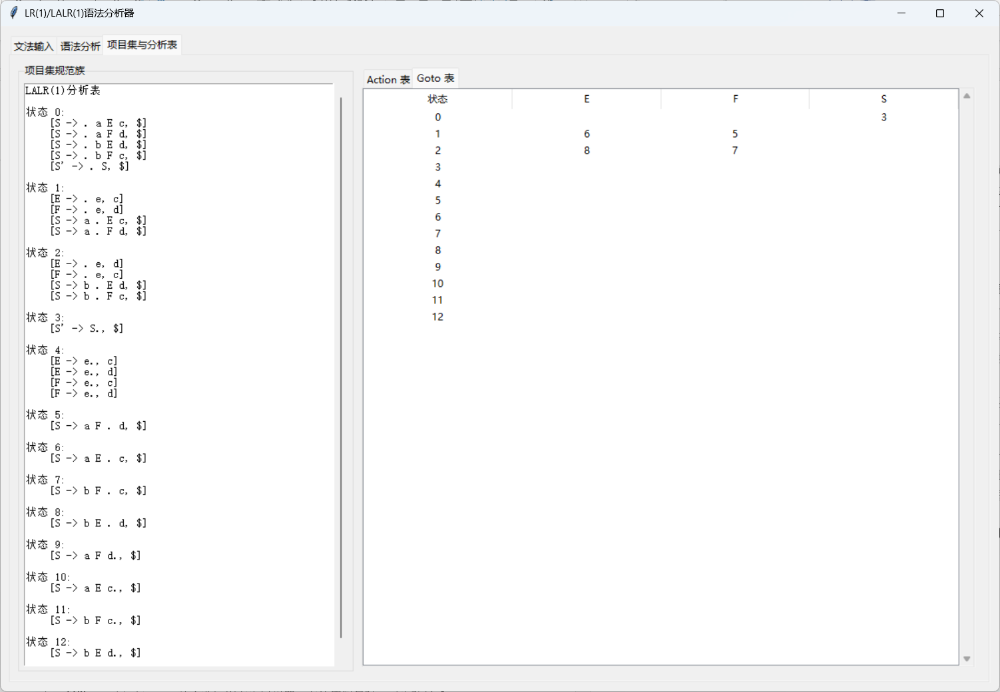 LR(1)/LALR(1)语法分析器
文法输入 语法分析 项目集与分析表
项目集规范族
LALR(1)分析表
状态 0:
[S -> . a E c, $]
[S -> . a F d, $]
[S -> . b E d, $]
[S -> . b F c, $]
[S' -> . S, $]
状态 1:
[E -> . e, c]
[F -> . e, d]
[S -> a . E c, $]
[S -> a . F d, $]
状态 2:
[E -> . e, d]
[F -> . e, c]
[S -> b . E d, $]
[S -> b . F c, $]
状态 3:
[S' -> S., $]
状态 4:
[E -> e., c]
[E -> e., d]
[F -> e., c]
[F -> e., d]
状态 5:
[S -> a F . d, $]
状态 6:
[S -> a E . c, $]
状态 7:
[S -> b F . c, $]
状态 8:
[S -> b E . d, $]
状态 9:
[S -> a F d., $]
状态 10:
[S -> a E c., $]
状态 11:
[S -> b F c., $]
状态 12:
[S -> b E d., $]
Action 表 Goto 表
状态 E F S
0 3
1 6 5
2 8 7
3
4
5
6
7
8
9
10
11
12